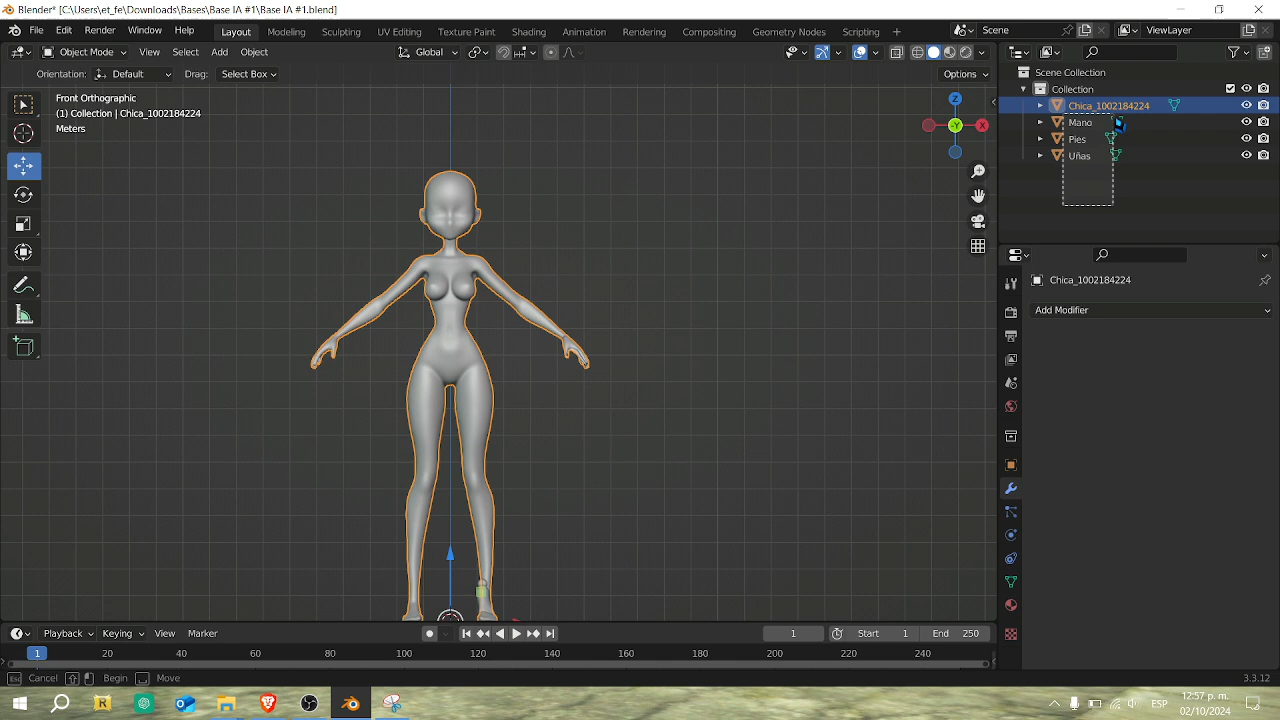 Blender* [C:\Users\et_fe\Downloads\Bases\Base IA #1\Base IA #1.blend]
File Edit Render Window Help Layout Modeling Sculpting UV Editing Texture Paint Shading Animation Rendering Compositing Geometry Nodes Scripting + Scene ViewLayer
Object Mode View Select Add Object Global
Orientation: Default Drag: Select Box Options
Front Orthographic
(1) Collection | Chica_1002184224
Meters
Z
X
-Y
Scene Collection
Collection
Chica_1002184224
Mano
Pies
Uñas
Chica_1002184224
Add Modifier
Playback Keying View Marker 1 Start 1 End 250
1 20 40 60 80 100 120 140 160 180 200 220 240
Esc Cancel Begin Move 3.3.12
R ESP 12:57 p. m.
02/10/2024